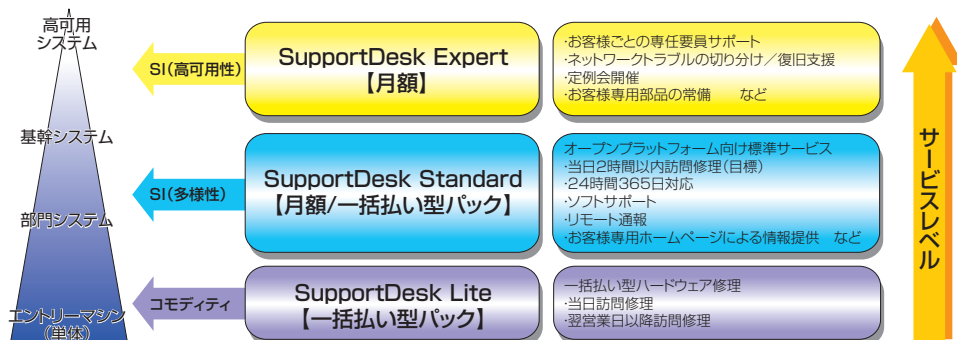 高可用
システム
基幹システム
部門システム
エントリーマシン
(単体)
SI(高可用性)
SupportDesk Expert
【月額】
･お客様ごとの専任要員サポート
･ネットワークトラブルの切り分け／復旧支援
･定例会開催
･お客様専用部品の常備　など
SI(多様性)
SupportDesk Standard
【月額/一括払い型パック】
オープンプラットフォーム向け標準サービス
･当日2時間以内訪問修理(目標)
･24時間365日対応
･ソフトサポート
･リモート通報
･お客様専用ホームページによる情報提供　など
コモディティ
SupportDesk Lite
【一括払い型パック】
一括払い型ハードウェア修理
･当日訪問修理
･翌営業日以降訪問修理
サービスレベル